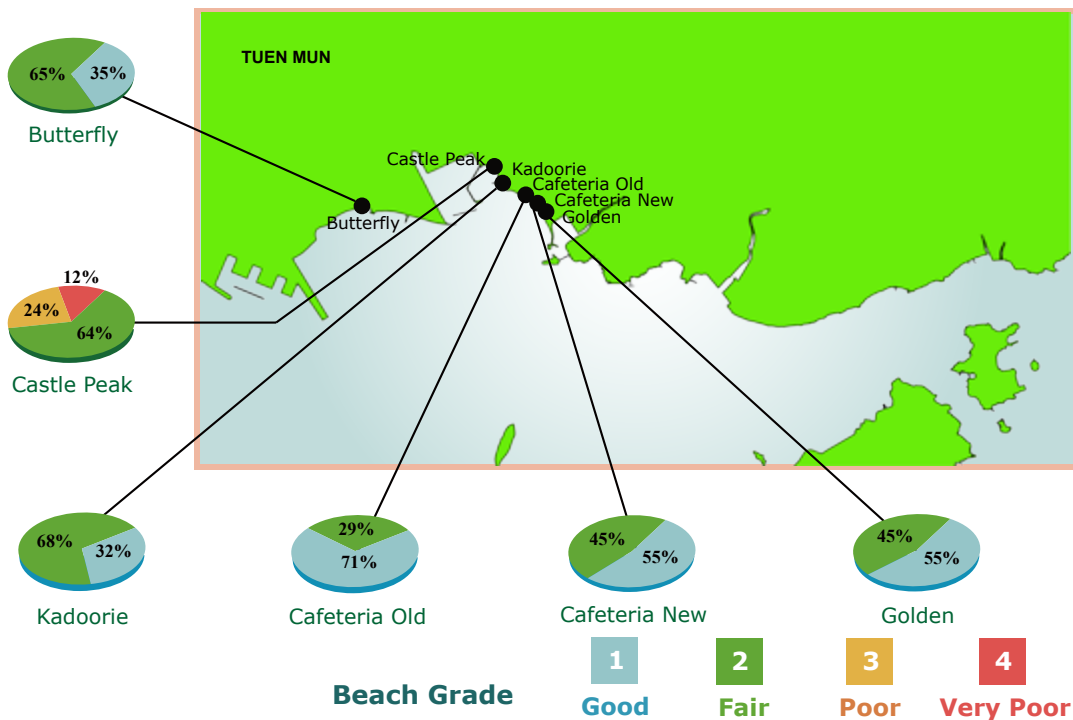 TUEN MUN
65%
35%
Butterfly
Castle Peak
Kadoorie
Cafeteria Old
Cafeteria New
Golden
Butterfly
12%
24%
64%
Castle Peak
68%
32%
Kadoorie
29%
71%
Cafeteria Old
45%
55%
Cafeteria New
45%
55%
Golden
Beach Grade
1
Good
2
Fair
3
Poor
4
Very Poor